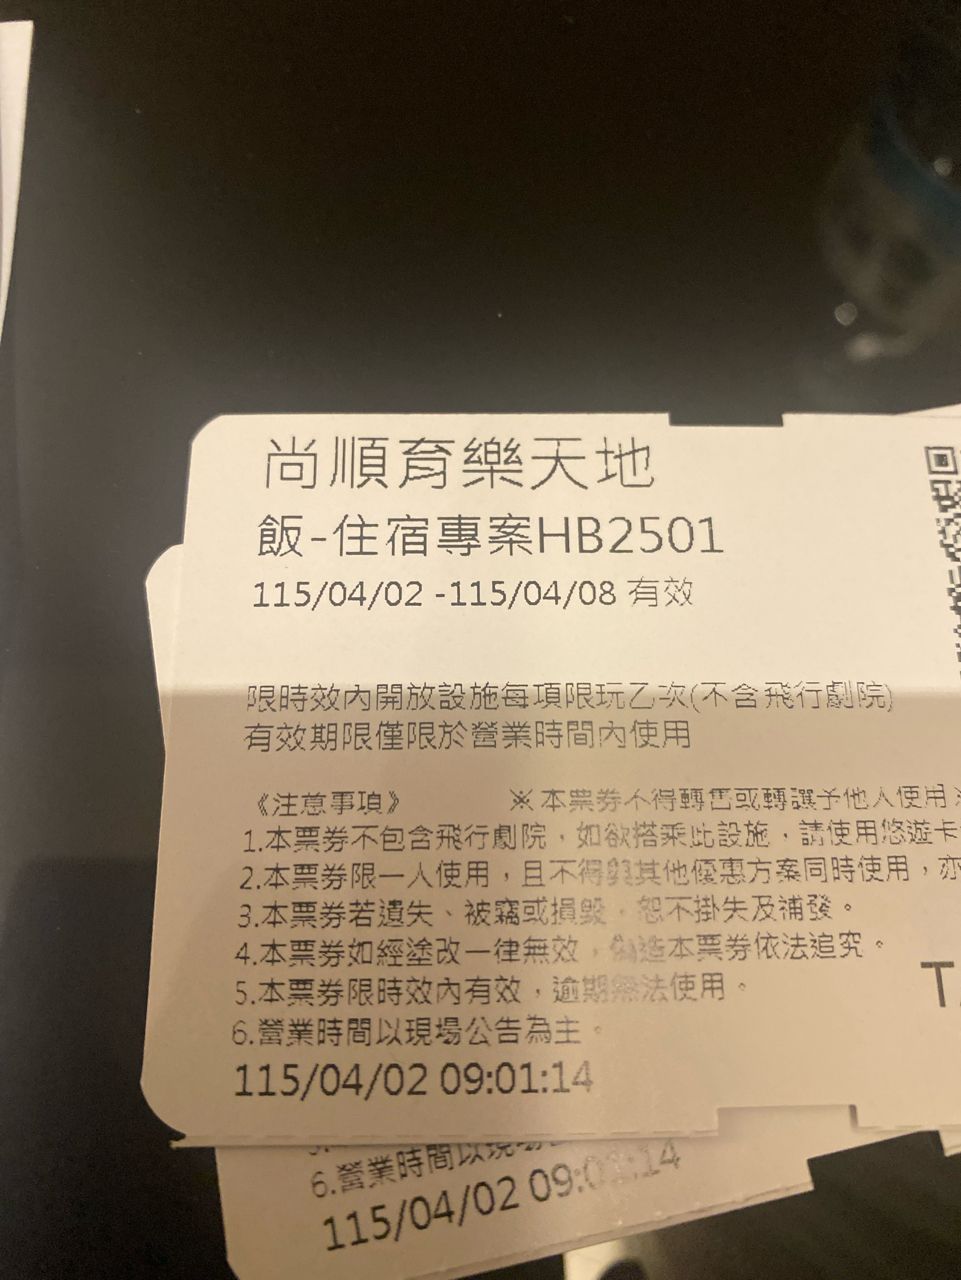 尚順育樂天地
飯-住宿專案HB2501
115/04/02 -115/04/08 有效
限時效內開放設施每項限玩乙次(不含飛行劇院)
有效期限僅限於營業時間內使用
《注意事項》 ※本票券不得轉售或轉讓予他人使用
1.本票券不包含飛行劇院，如欲搭乘此設施，請使用悠遊卡
2.本票券限一人使用，且不得與其他優惠方案同時使用，亦
3.本票券若遺失、被竊或損毀，恕不掛失及補發。
4.本票券如經塗改一律無效，偽造本票券依法追究。
5.本票券限時效內有效，逾期無法使用。
6.營業時間以現場公告為主。
115/04/02 09:01:14
T
6.營業時間以現場
115/04/02 09:01:14